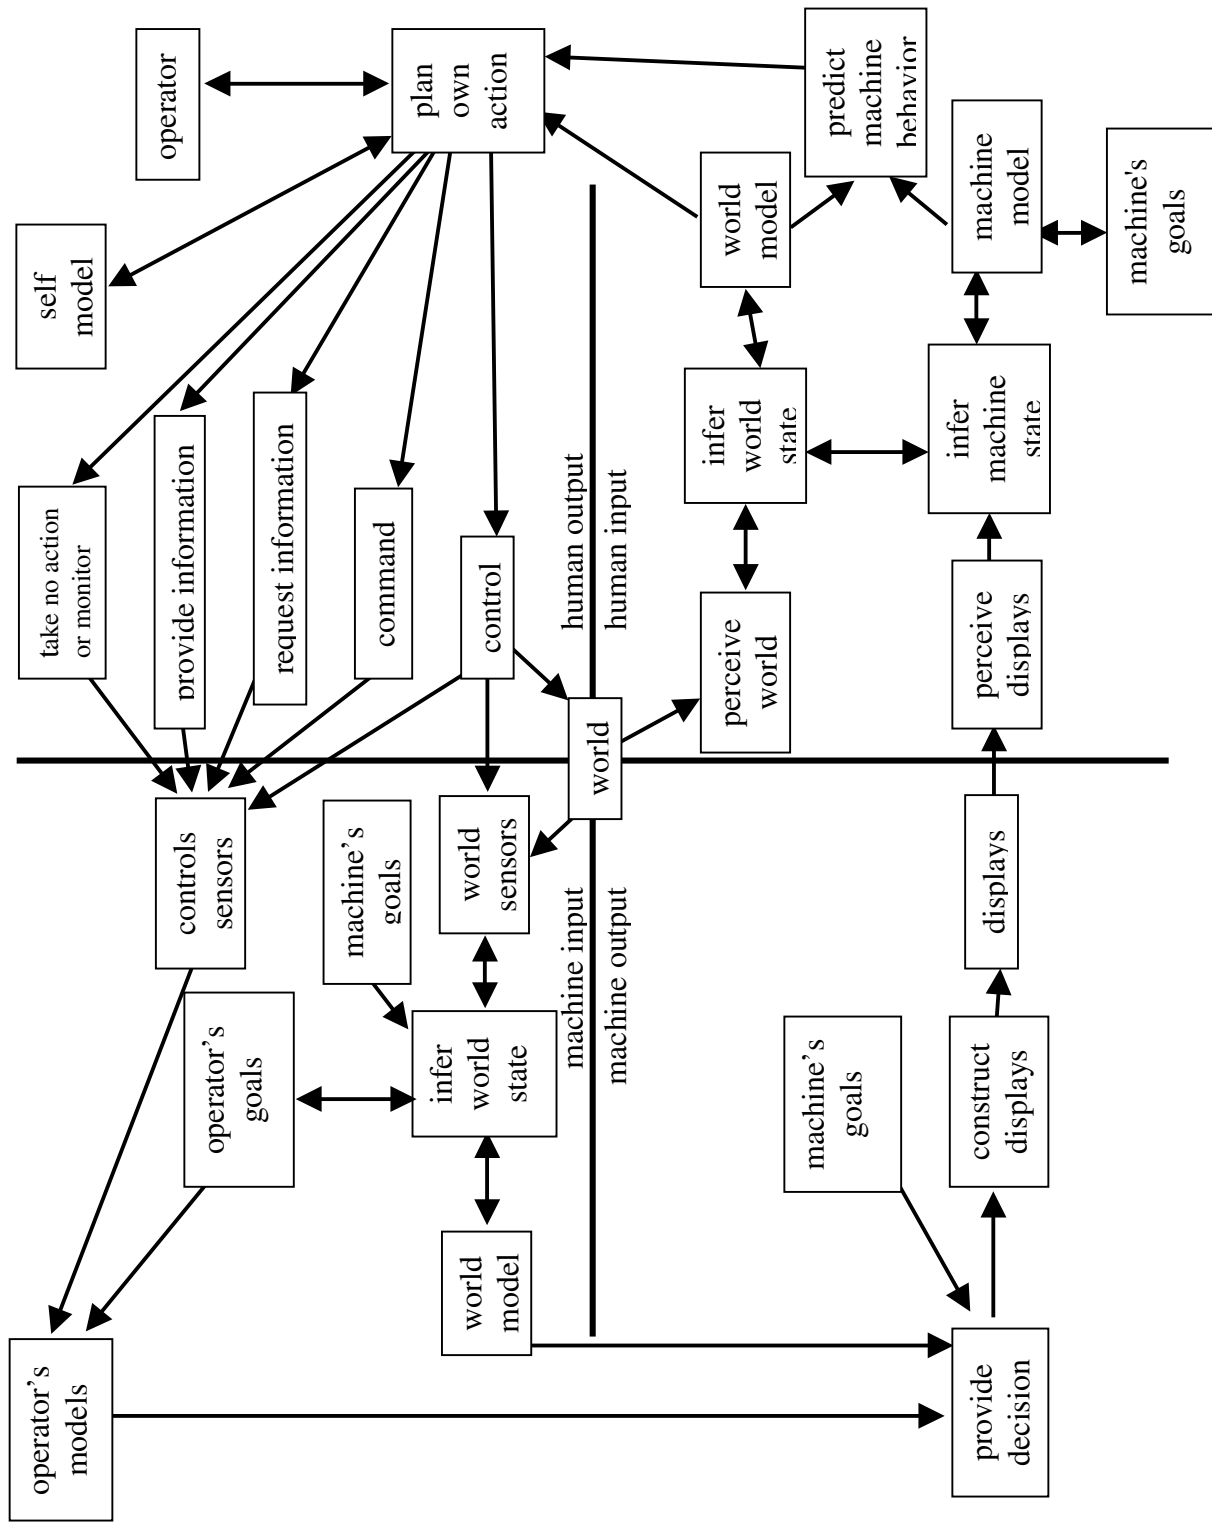 operator's
models
take no action
or monitor
self
model
operator
operator's
goals
controls
sensors
provide information
request information
machine's
goals
command
plan
own
action
world
model
infer
world
state
world
sensors
control
machine input
human output
world
machine output
human input
perceive
world
infer
world
state
world
model
machine's
goals
predict
machine
behavior
provide
decision
construct
displays
displays
perceive
displays
infer
machine
state
machine
model
machine's
goals